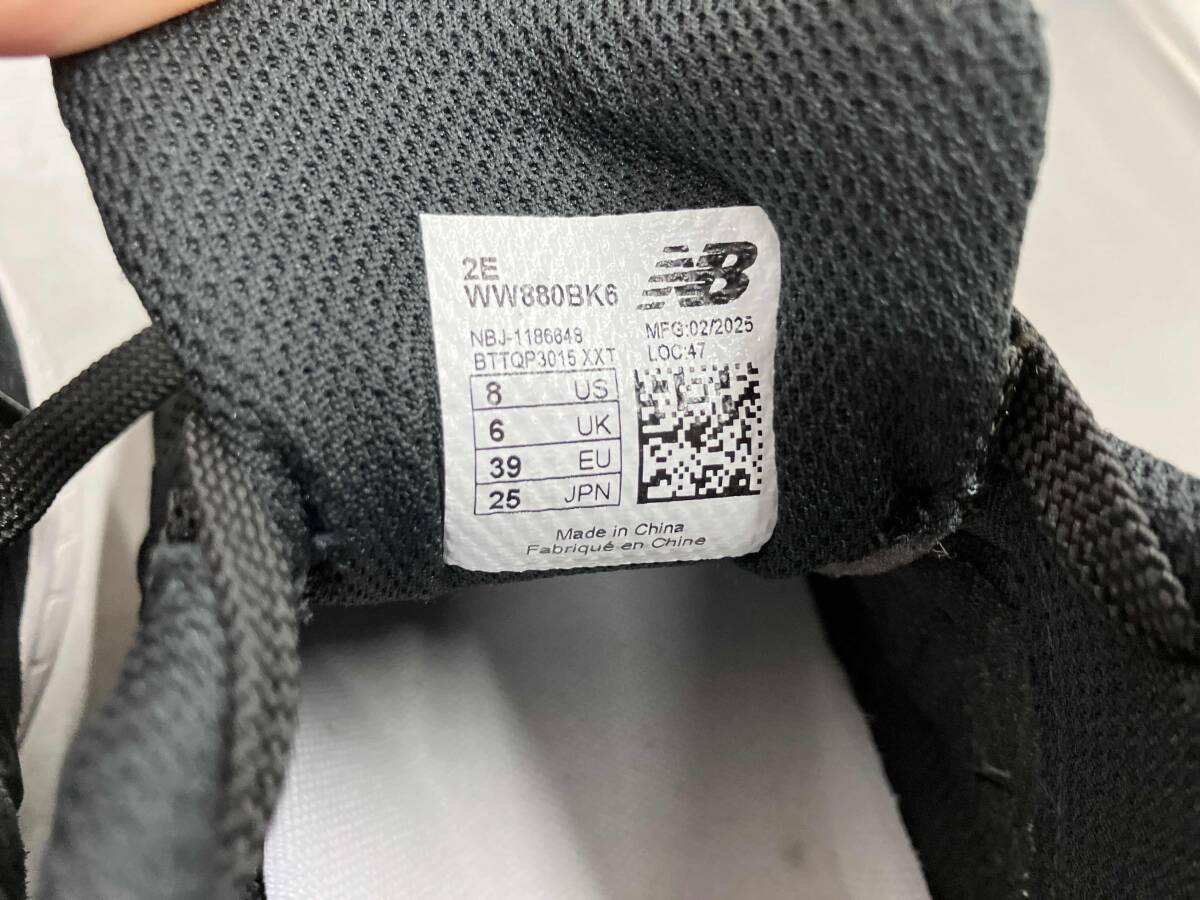 2E
WW880BK6
NB
NBJ-1186648
BTTQP3015 XXT
MFG:02/2025
LOC:47
8 US
6 UK
39 EU
25 JPN
Made in China
Fabriqué en Chine